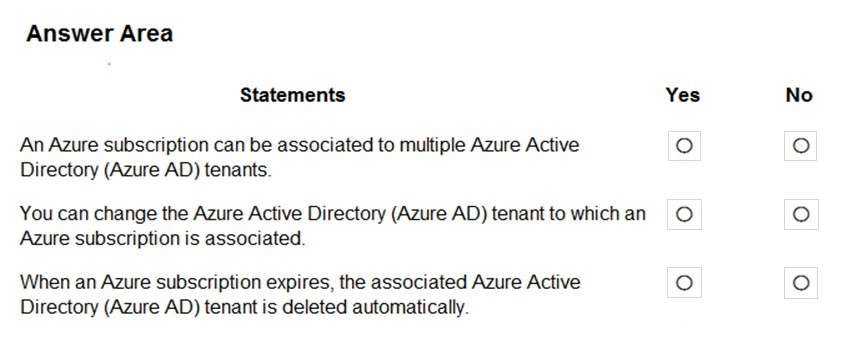 Answer Area
Statements Yes No
An Azure subscription can be associated to multiple Azure Active
Directory (Azure AD) tenants.
You can change the Azure Active Directory (Azure AD) tenant to which an
Azure subscription is associated.
When an Azure subscription expires, the associated Azure Active
Directory (Azure AD) tenant is deleted automatically.